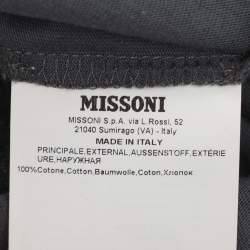 MISSONI
MISSONI S.p.A. via L.Rossi, 52
21040 Sumirago (VA) - Italy
MADE IN ITALY
PRINCIPALE,EXTERNAL,AUSSENSTOFF,EXTÉRIE
URE,НАРУЖНАЯ
100%Cotone,Cotton,Baumwolle,Coton,Хлопок